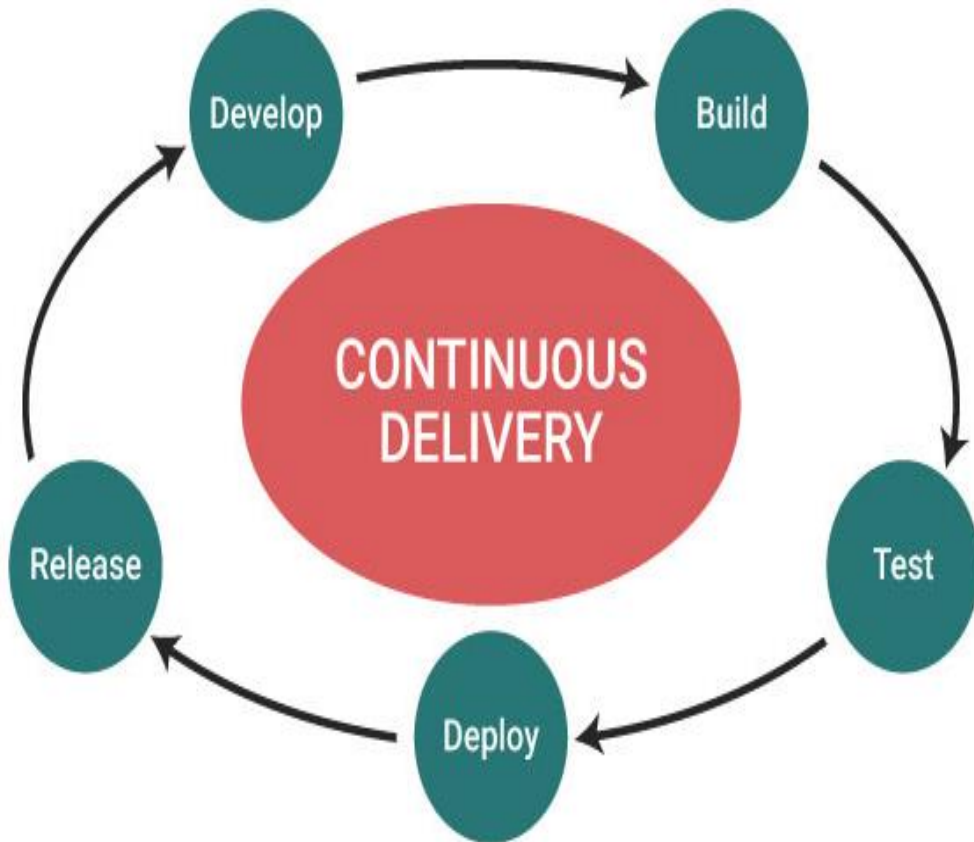 Develop
Build
CONTINUOUS
DELIVERY
Release
Test
Deploy